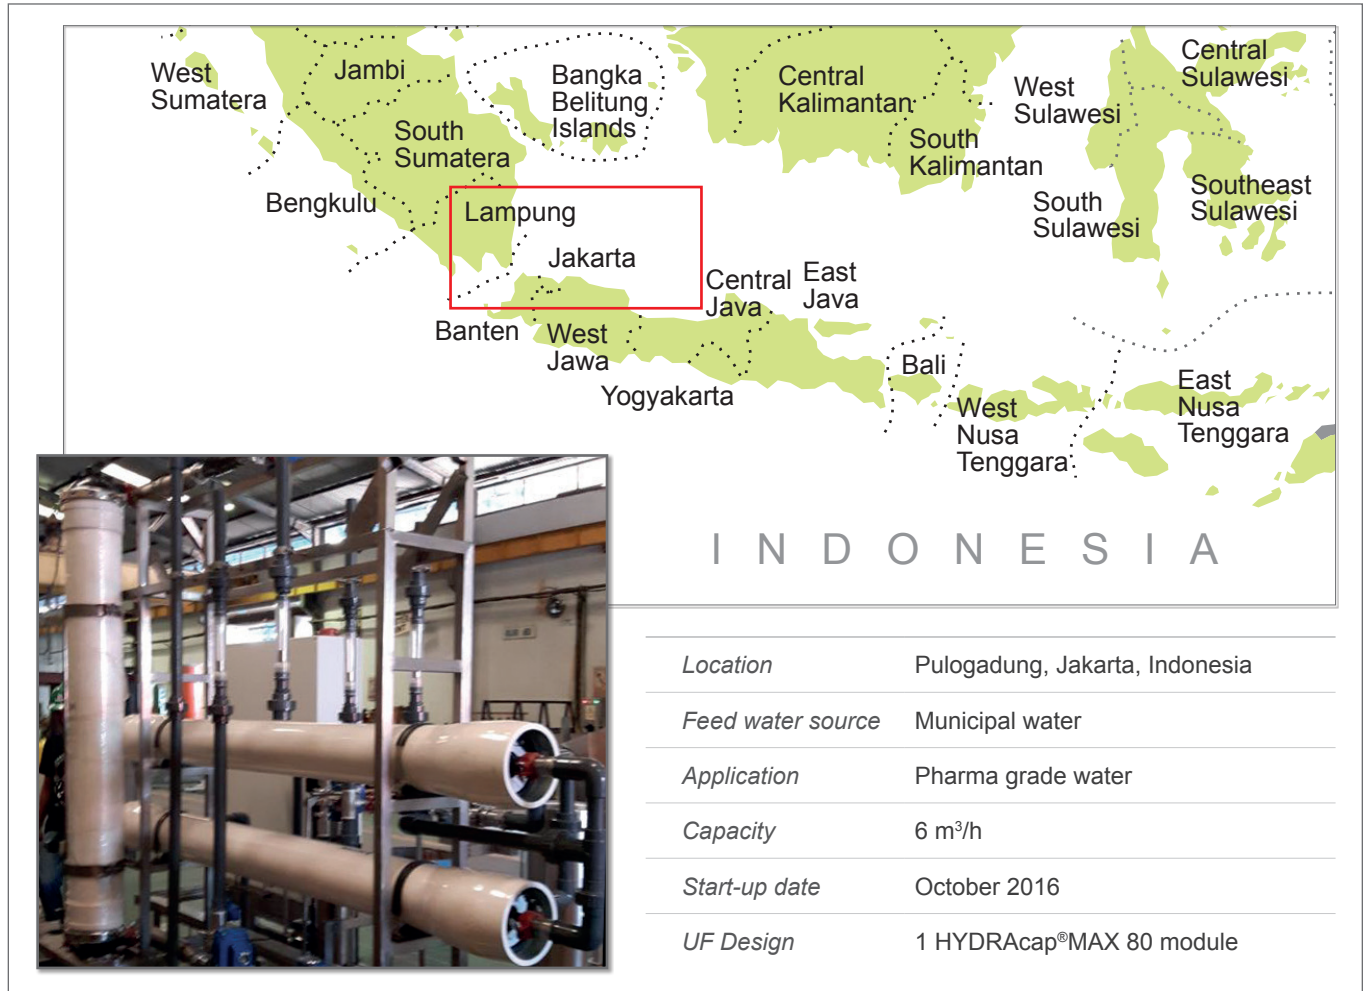 West
Sumatera
Jambi
Bangka
Belitung
Islands
Central
Kalimantan
West
Sulawesi
Central
Sulawesi
South
Sumatera
South
Kalimantan
Bengkulu
Lampung
South
Sulawesi
Southeast
Sulawesi
Jakarta
Central
Java
East
Java
Banten
West
Jawa
Yogyakarta
Bali
West
Nusa
Tenggara
East
Nusa
Tenggara
INDONESIA
Location Pulogadung, Jakarta, Indonesia
Feed water source Municipal water
Application Pharma grade water
Capacity 6 m³/h
Start-up date October 2016
UF Design 1 HYDRAcap®MAX 80 module